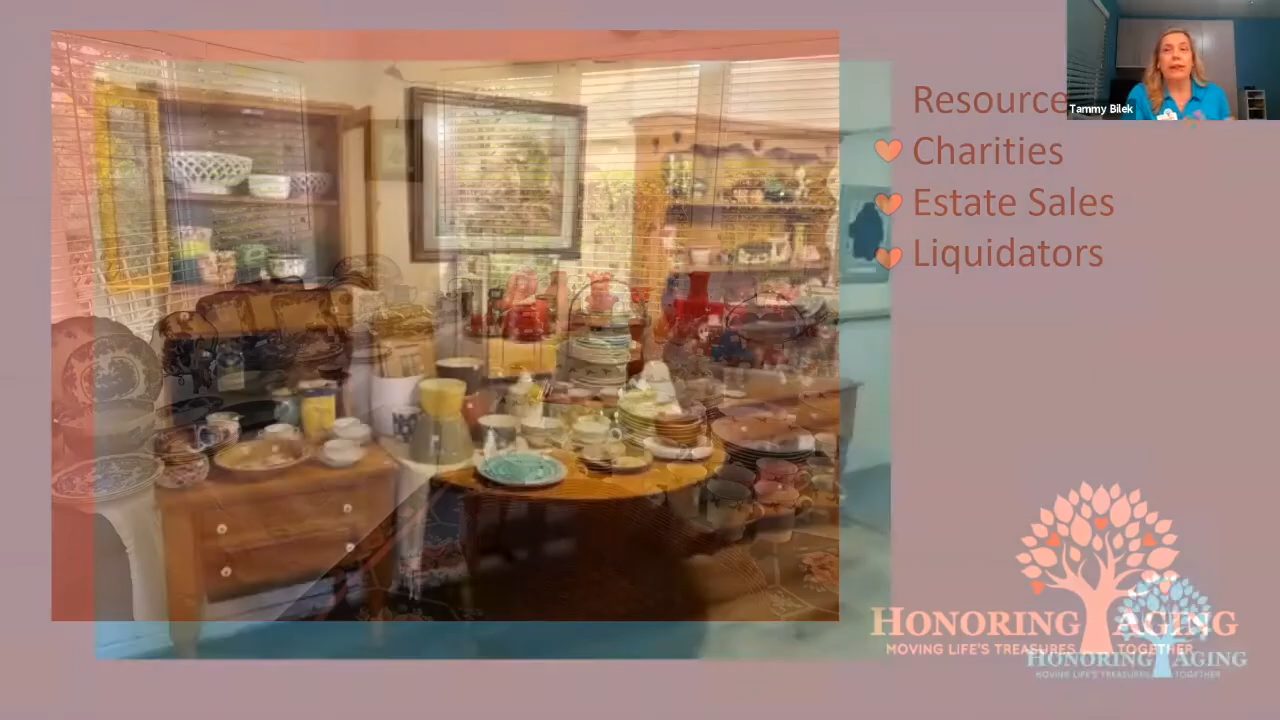 Tammy Bilek
Resource
Charities
Estate Sales
Liquidators
HONORING AGING
MOVING LIFE'S TREASURES TOGETHER
HONORING AGING
MOVING LIFE'S TREASURES TOGETHER